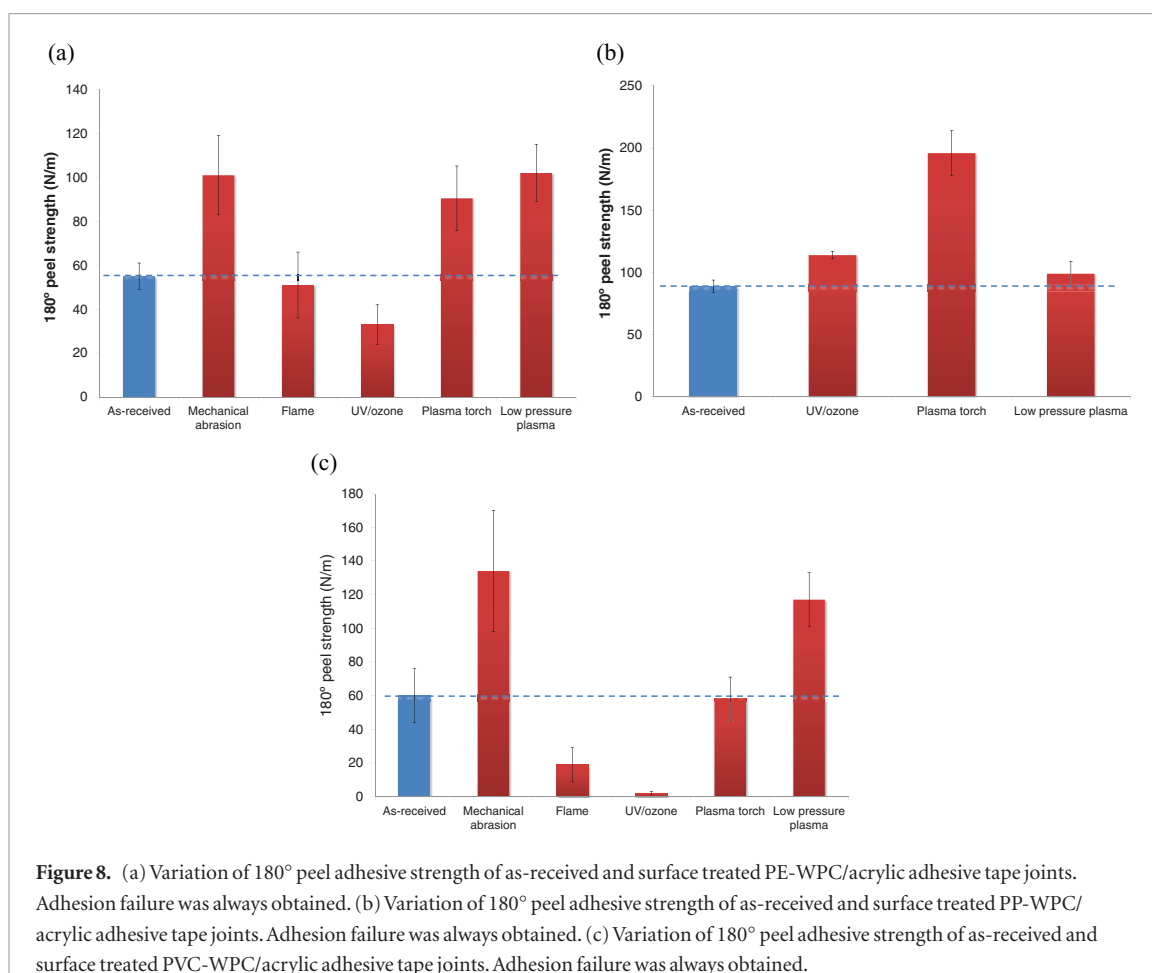 (a)
140
120
100
80
60
40
20
0
180º peel strength (N/m)
As-received
Mechanical
abrasion
Flame
UV/ozone
Plasma torch
Low pressure
plasma
(b)
250
200
150
100
50
0
180º peel strength (N/m)
As-received
UV/ozone
Plasma torch
Low pressure plasma
(c)
180
160
140
120
100
80
60
40
20
0
180º peel strength (N/m)
As-received
Mechanical
abrasion
Flame
UV/ozone
Plasma torch
Low pressure
plasma
Figure 8. (a) Variation of 180° peel adhesive strength of as-received and surface treated PE-WPC/acrylic adhesive tape joints.
Adhesion failure was always obtained. (b) Variation of 180° peel adhesive strength of as-received and surface treated PP-WPC/
acrylic adhesive tape joints. Adhesion failure was always obtained. (c) Variation of 180° peel adhesive strength of as-received and
surface treated PVC-WPC/acrylic adhesive tape joints. Adhesion failure was always obtained.